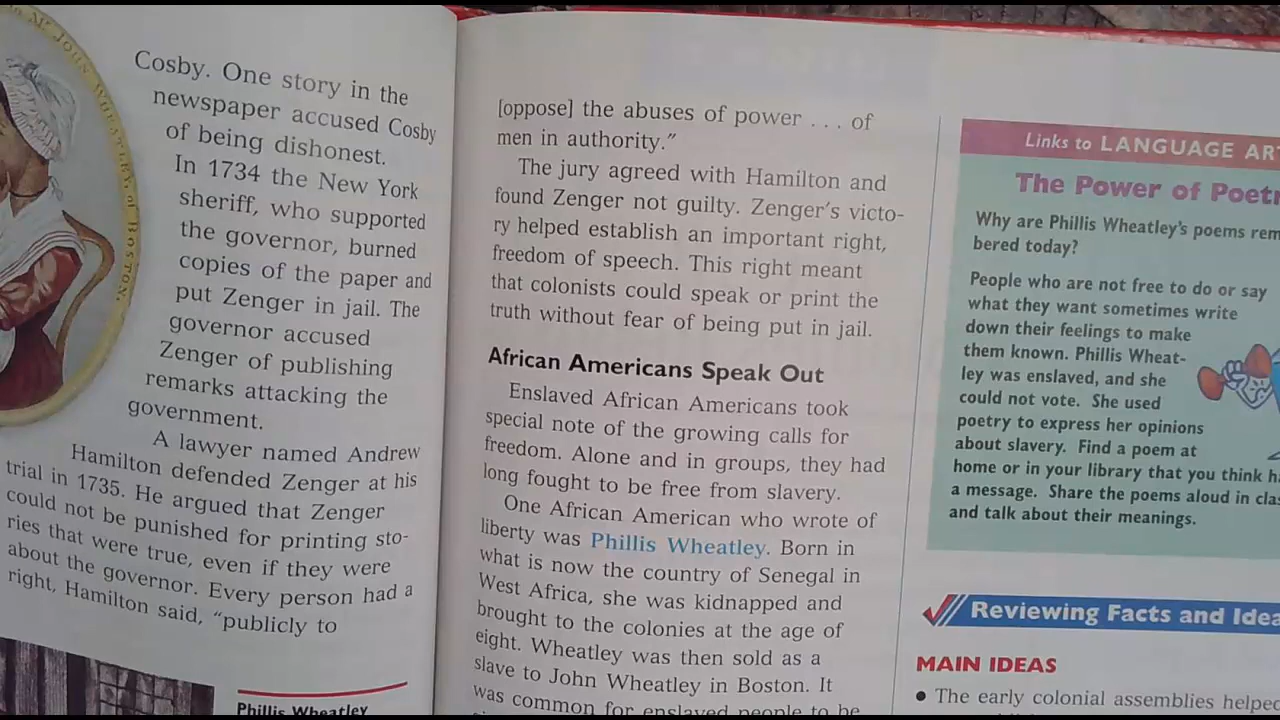 JOHN WHEATLEY, of BOSTON.
Cosby. One story in the
newspaper accused Cosby
of being dishonest.
In 1734 the New York
sheriff, who supported
the governor, burned
copies of the paper and
put Zenger in jail. The
governor accused
Zenger of publishing
remarks attacking the
government.
A lawyer named Andrew
Hamilton defended Zenger at his
trial in 1735. He argued that Zenger
could not be punished for printing sto-
ries that were true, even if they were
about the governor. Every person had a
right, Hamilton said, “publicly to
Phillis Wheatley
[oppose] the abuses of power . . . of
men in authority.”
The jury agreed with Hamilton and
found Zenger not guilty. Zenger’s victo-
ry helped establish an important right,
freedom of speech. This right meant
that colonists could speak or print the
truth without fear of being put in jail.
African Americans Speak Out
Enslaved African Americans took
special note of the growing calls for
freedom. Alone and in groups, they had
long fought to be free from slavery.
One African American who wrote of
liberty was Phillis Wheatley. Born in
what is now the country of Senegal in
West Africa, she was kidnapped and
brought to the colonies at the age of
eight. Wheatley was then sold as a
slave to John Wheatley in Boston. It
was common for enslaved people to be
Links to LANGUAGE AR
The Power of Poet
Why are Phillis Wheatley’s poems rem
bered today?
People who are not free to do or say
what they want sometimes write
down their feelings to make
them known. Phillis Wheat-
ley was enslaved, and she
could not vote. She used
poetry to express her opinions
about slavery. Find a poem at
home or in your library that you think h
a message. Share the poems aloud in cla
and talk about their meanings.
Reviewing Facts and Idea
MAIN IDEAS
● The early colonial assemblies helped